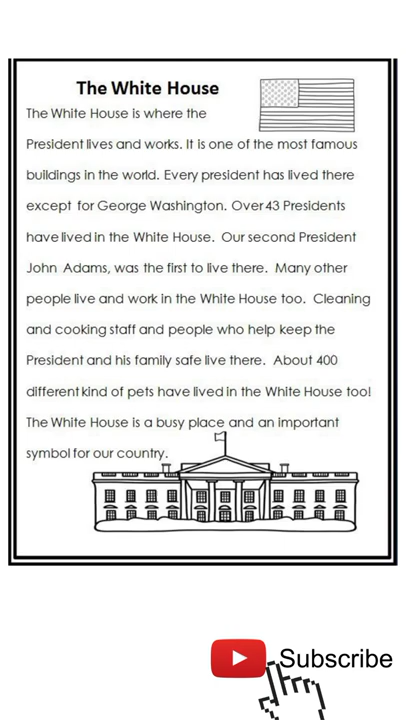 The White House
The White House is where the
President lives and works. It is one of the most famous
buildings in the world. Every president has lived there
except for George Washington. Over 43 Presidents
have lived in the White House. Our second President
John Adams, was the first to live there. Many other
people live and work in the White House too. Cleaning
and cooking staff and people who help keep the
President and his family safe live there. About 400
different kind of pets have lived in the White House too!
The White House is a busy place and an important
symbol for our country.
Subscribe